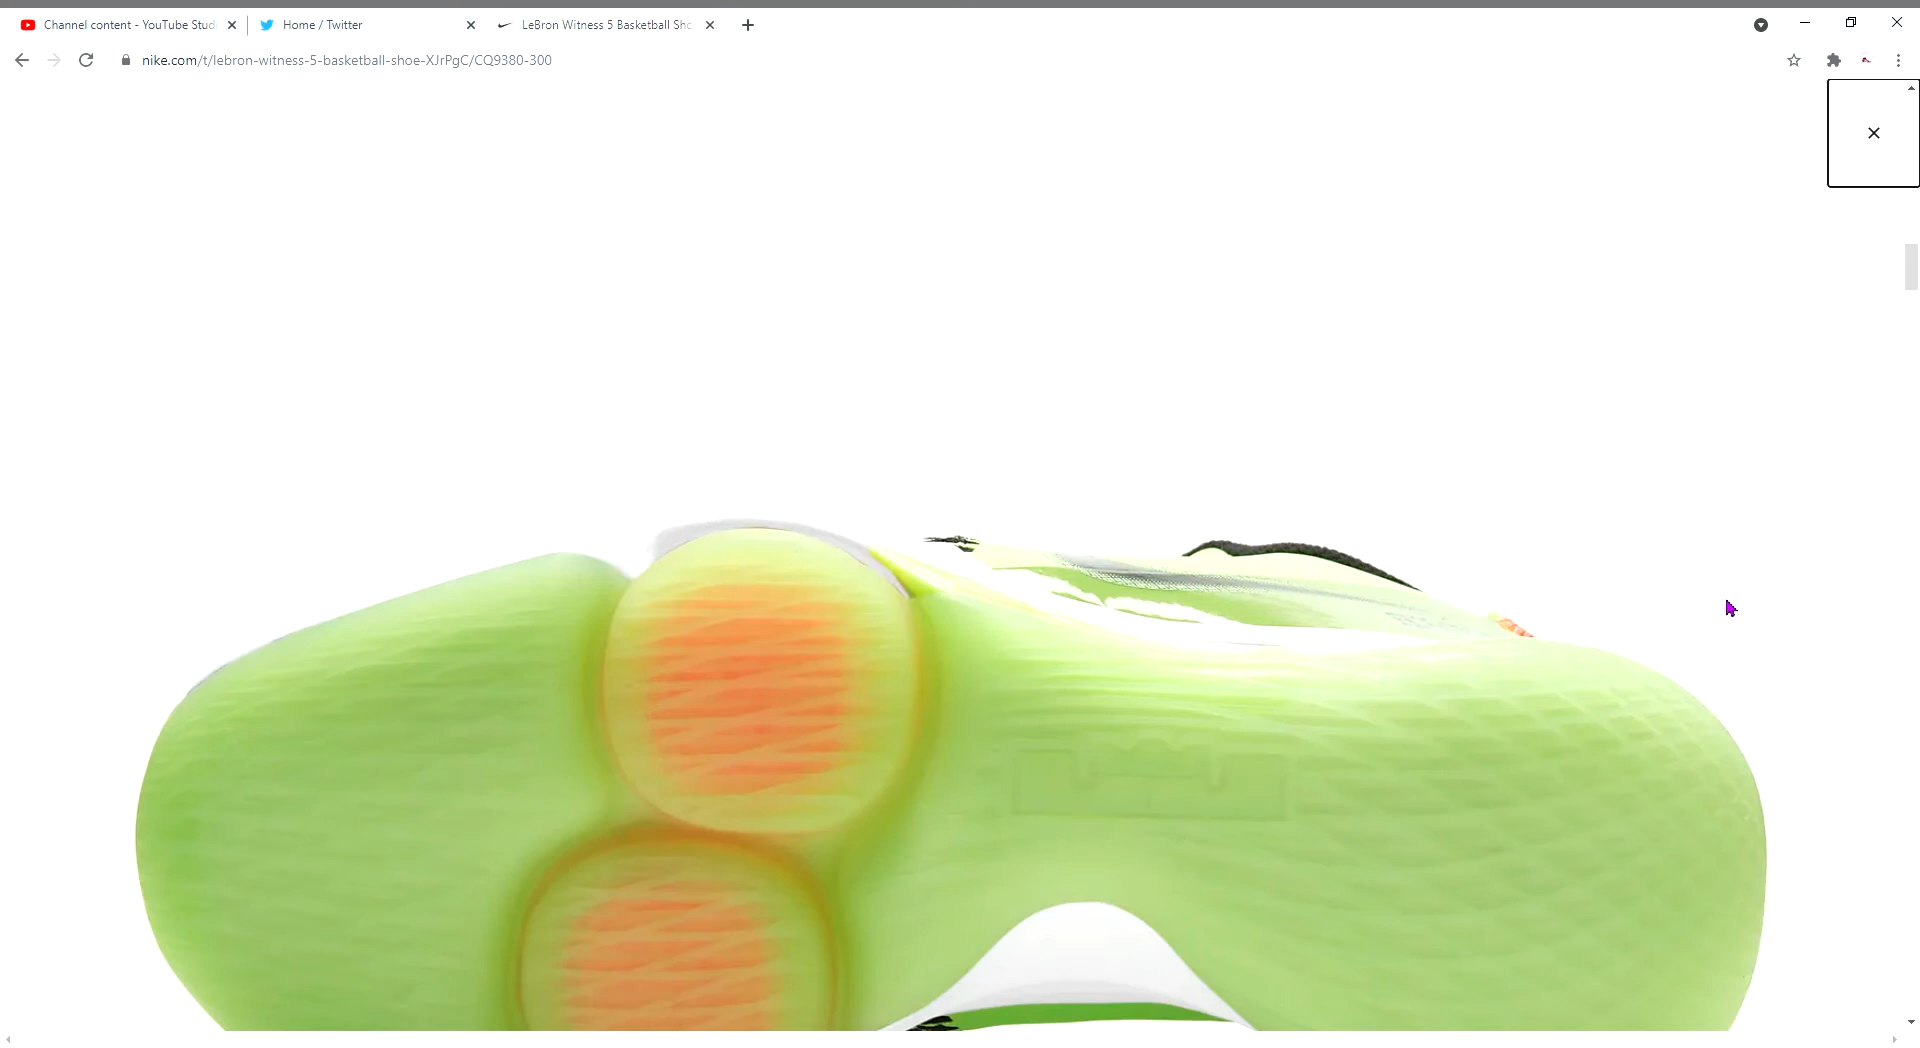 Channel content - YouTube Stud
Home / Twitter
LeBron Witness 5 Basketball Sho
nike.com/t/lebron-witness-5-basketball-shoe-XJrPgC/CQ9380-300